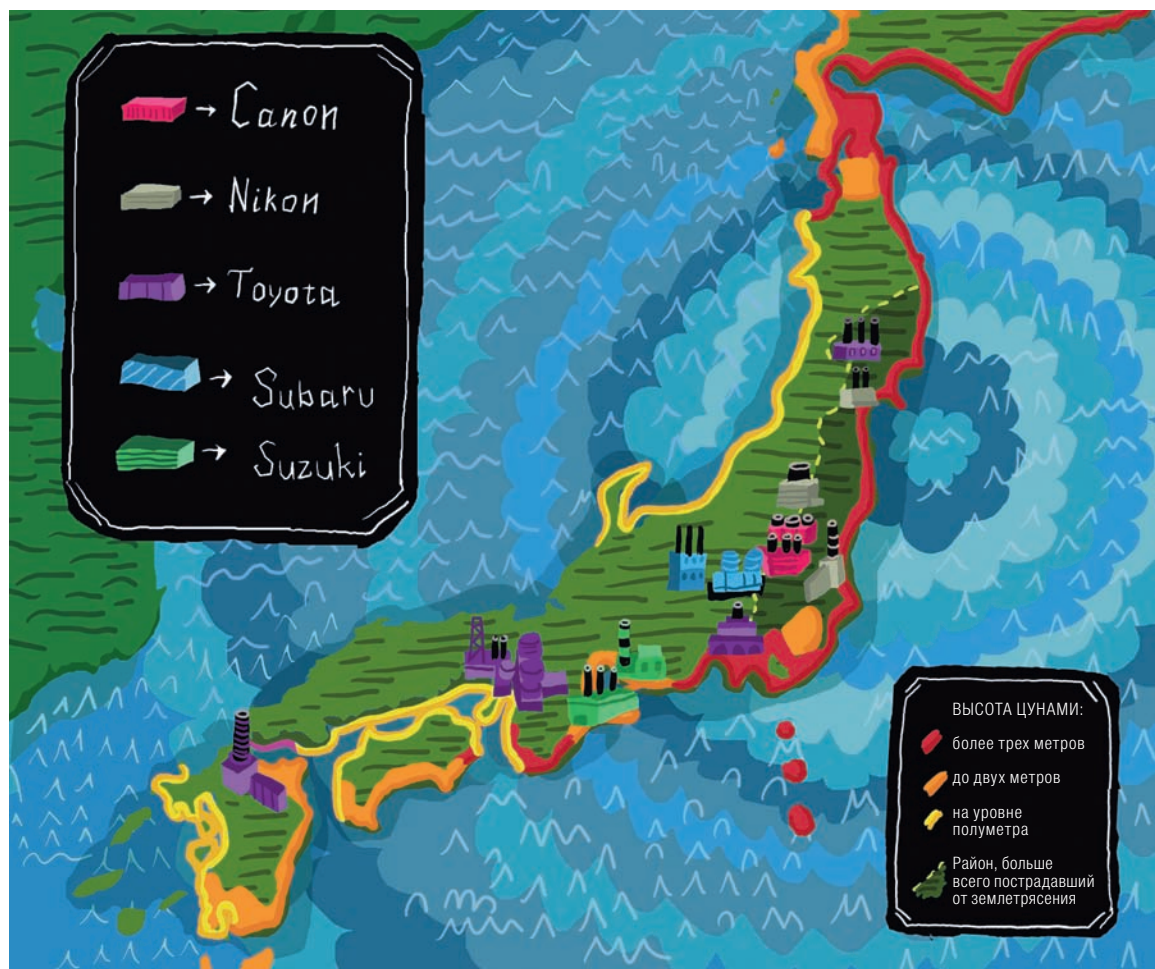 Canon
Nikon
Toyota
Subaru
Suzuki
ВЫСОТА ЦУНАМИ:
более трех метров
до двух метров
на уровне
полуметра
Район, больше
всего пострадавший
от землетрясения